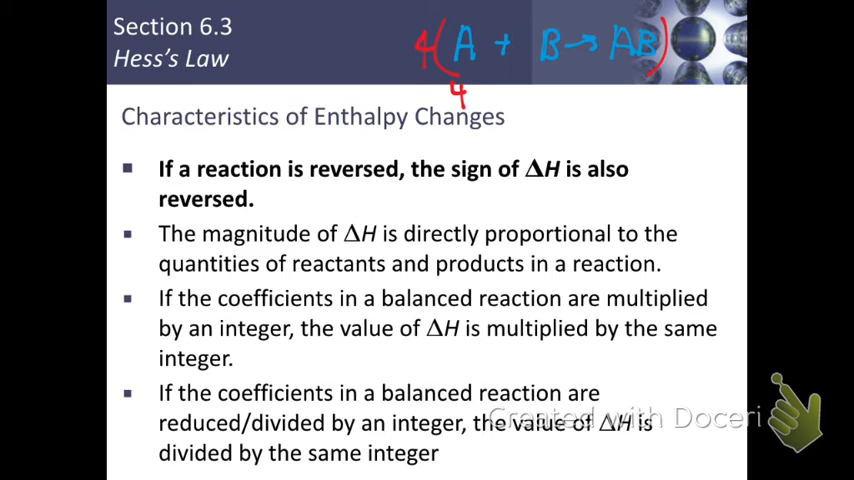 Section 6.3
Hess's Law
4(A + B → AB)
4
Characteristics of Enthalpy Changes
▪ If a reaction is reversed, the sign of ΔH is also
reversed.
▪ The magnitude of ΔH is directly proportional to the
quantities of reactants and products in a reaction.
▪ If the coefficients in a balanced reaction are multiplied
by an integer, the value of ΔH is multiplied by the same
integer.
▪ If the coefficients in a balanced reaction are
reduced/divided by an integer, the value of ΔH is
divided by the same integer
Created with Doceri